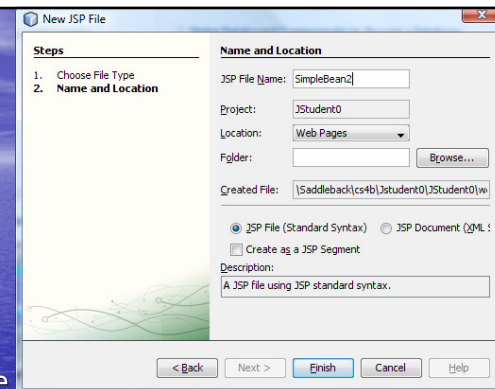 New JSP File
Steps
1. Choose File Type
2. Name and Location
Name and Location
JSP File Name: SimpleBean2
Project: JStudent0
Location: Web Pages
Folder: Browse...
Created File: \Saddleback\cs4b\Jstudent0\JStudent0\w
JSP File (Standard Syntax) JSP Document (XML S
Create as a JSP Segment
Description:
A JSP file using JSP standard syntax.
< Back Next > Finish Cancel Help
e